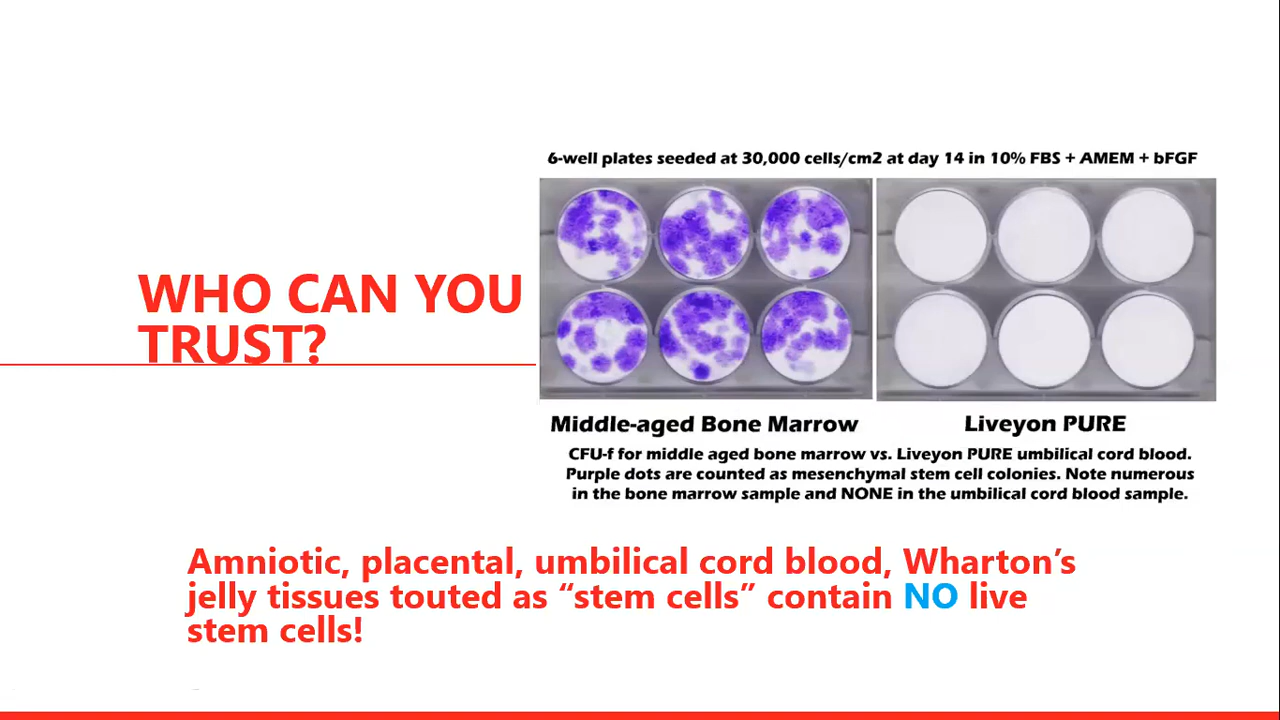 6-well plates seeded at 30,000 cells/cm2 at day 14 in 10% FBS + AMEM + bFGF
WHO CAN YOU
TRUST?
Middle-aged Bone Marrow
Liveyon PURE
CFU-f for middle aged bone marrow vs. Liveyon PURE umbilical cord blood.
Purple dots are counted as mesenchymal stem cell colonies. Note numerous
in the bone marrow sample and NONE in the umbilical cord blood sample.
Amniotic, placental, umbilical cord blood, Wharton’s
jelly tissues touted as “stem cells” contain NO live
stem cells!